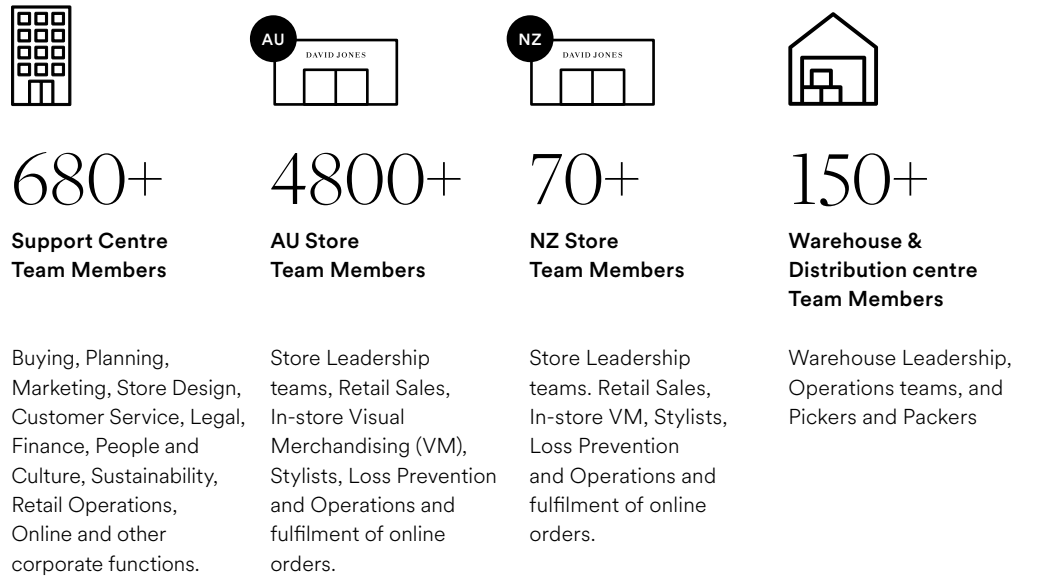 AU
DAVID JONES
NZ
DAVID JONES
680+
Support Centre
Team Members
Buying, Planning,
Marketing, Store Design,
Customer Service, Legal,
Finance, People and
Culture, Sustainability,
Retail Operations,
Online and other
corporate functions.
4800+
AU Store
Team Members
Store Leadership
teams, Retail Sales,
In-store Visual
Merchandising (VM),
Stylists, Loss Prevention
and Operations and
fulfilment of online
orders.
70+
NZ Store
Team Members
Store Leadership
teams. Retail Sales,
In-store VM, Stylists,
Loss Prevention
and Operations and
fulfilment of online
orders.
150+
Warehouse &
Distribution centre
Team Members
Warehouse Leadership,
Operations teams, and
Pickers and Packers